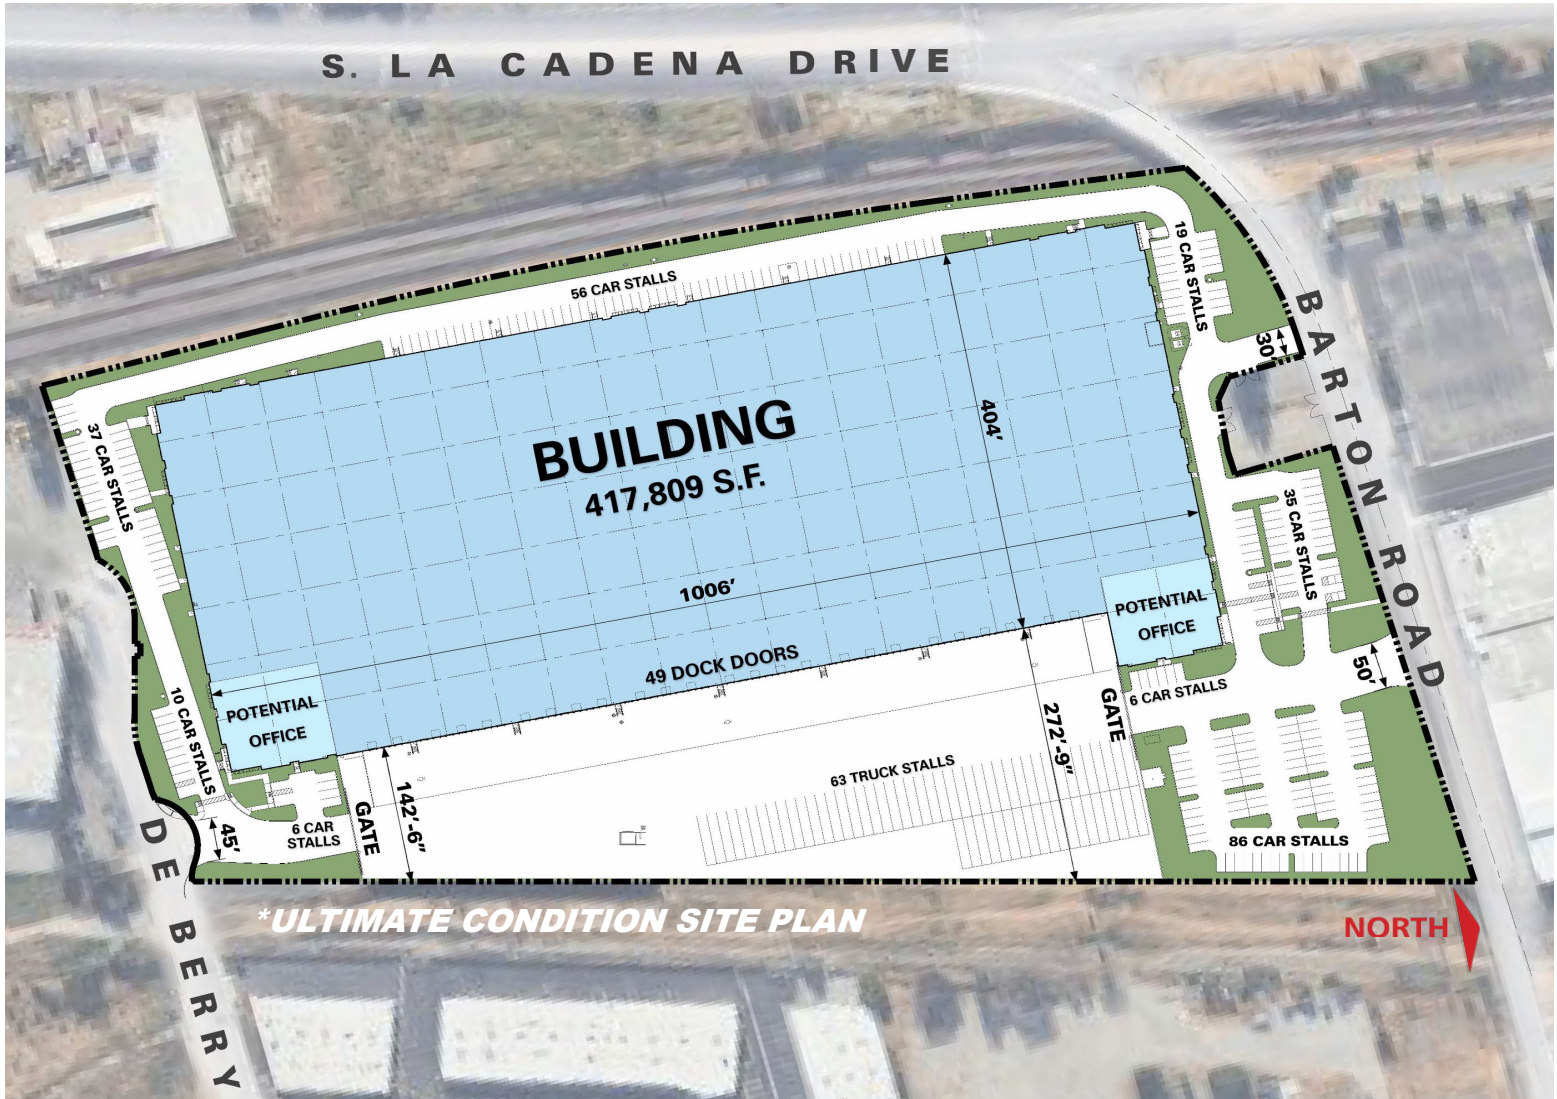 S. LA CADENA DRIVE
56 CAR STALLS
19 CAR STALLS
30'
BARTON ROAD
37 CAR STALLS
BUILDING
417,809 S.F.
404'
35 CAR STALLS
1006'
POTENTIAL
OFFICE
49 DOCK DOORS
50'
10 CAR STALLS
POTENTIAL
OFFICE
6 CAR STALLS
GATE
272'-9"
63 TRUCK STALLS
142'-6"
GATE
6 CAR
STALLS
45'
86 CAR STALLS
DE BERRY
*ULTIMATE CONDITION SITE PLAN
NORTH